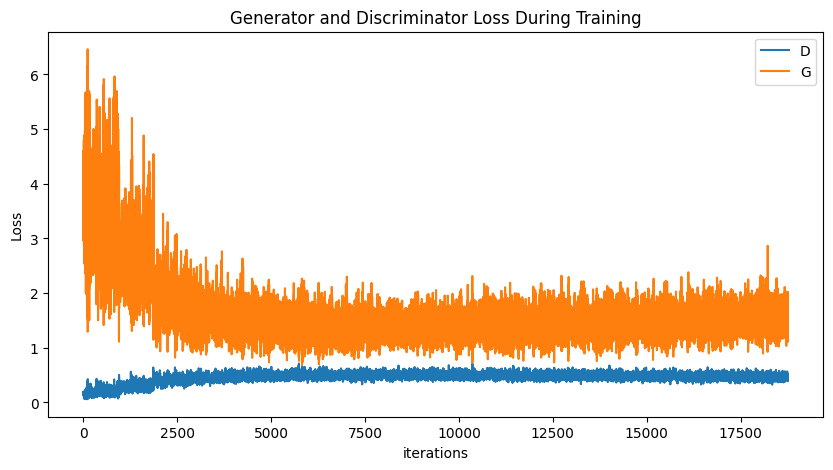 Generator and Discriminator Loss During Training
D
G
Loss
6
5
4
3
2
1
0
0 2500 5000 7500 10000 12500 15000 17500
iterations